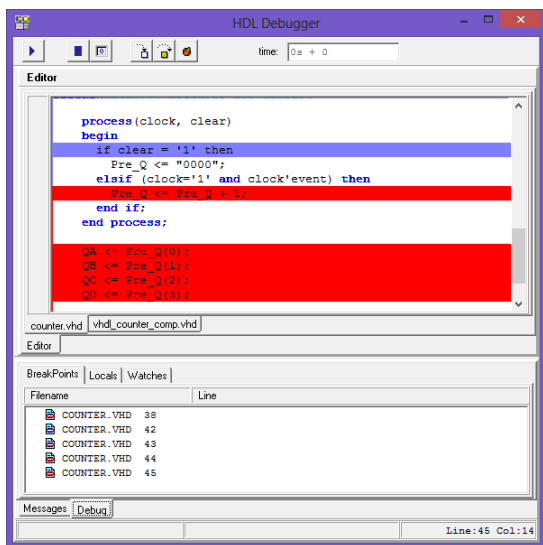 HDL Debugger
time: 0s + 0
Editor
process(clock, clear)
begin
if clear = '1' then
Pre_Q <= "0000";
elsif (clock='1' and clock'event) then
Pre_Q <= Pre_Q + 1;
end if;
end process;
QA <= Pre_Q(0);
QB <= Pre_Q(1);
QC <= Pre_Q(2);
QD <= Pre_Q(3);
counter.vhd vhdl_counter_comp.vhd
Editor
BreakPoints Locals Watches
Filename Line
COUNTER.VHD 38
COUNTER.VHD 42
COUNTER.VHD 43
COUNTER.VHD 44
COUNTER.VHD 45
Messages Debug
Line:45 Col:14